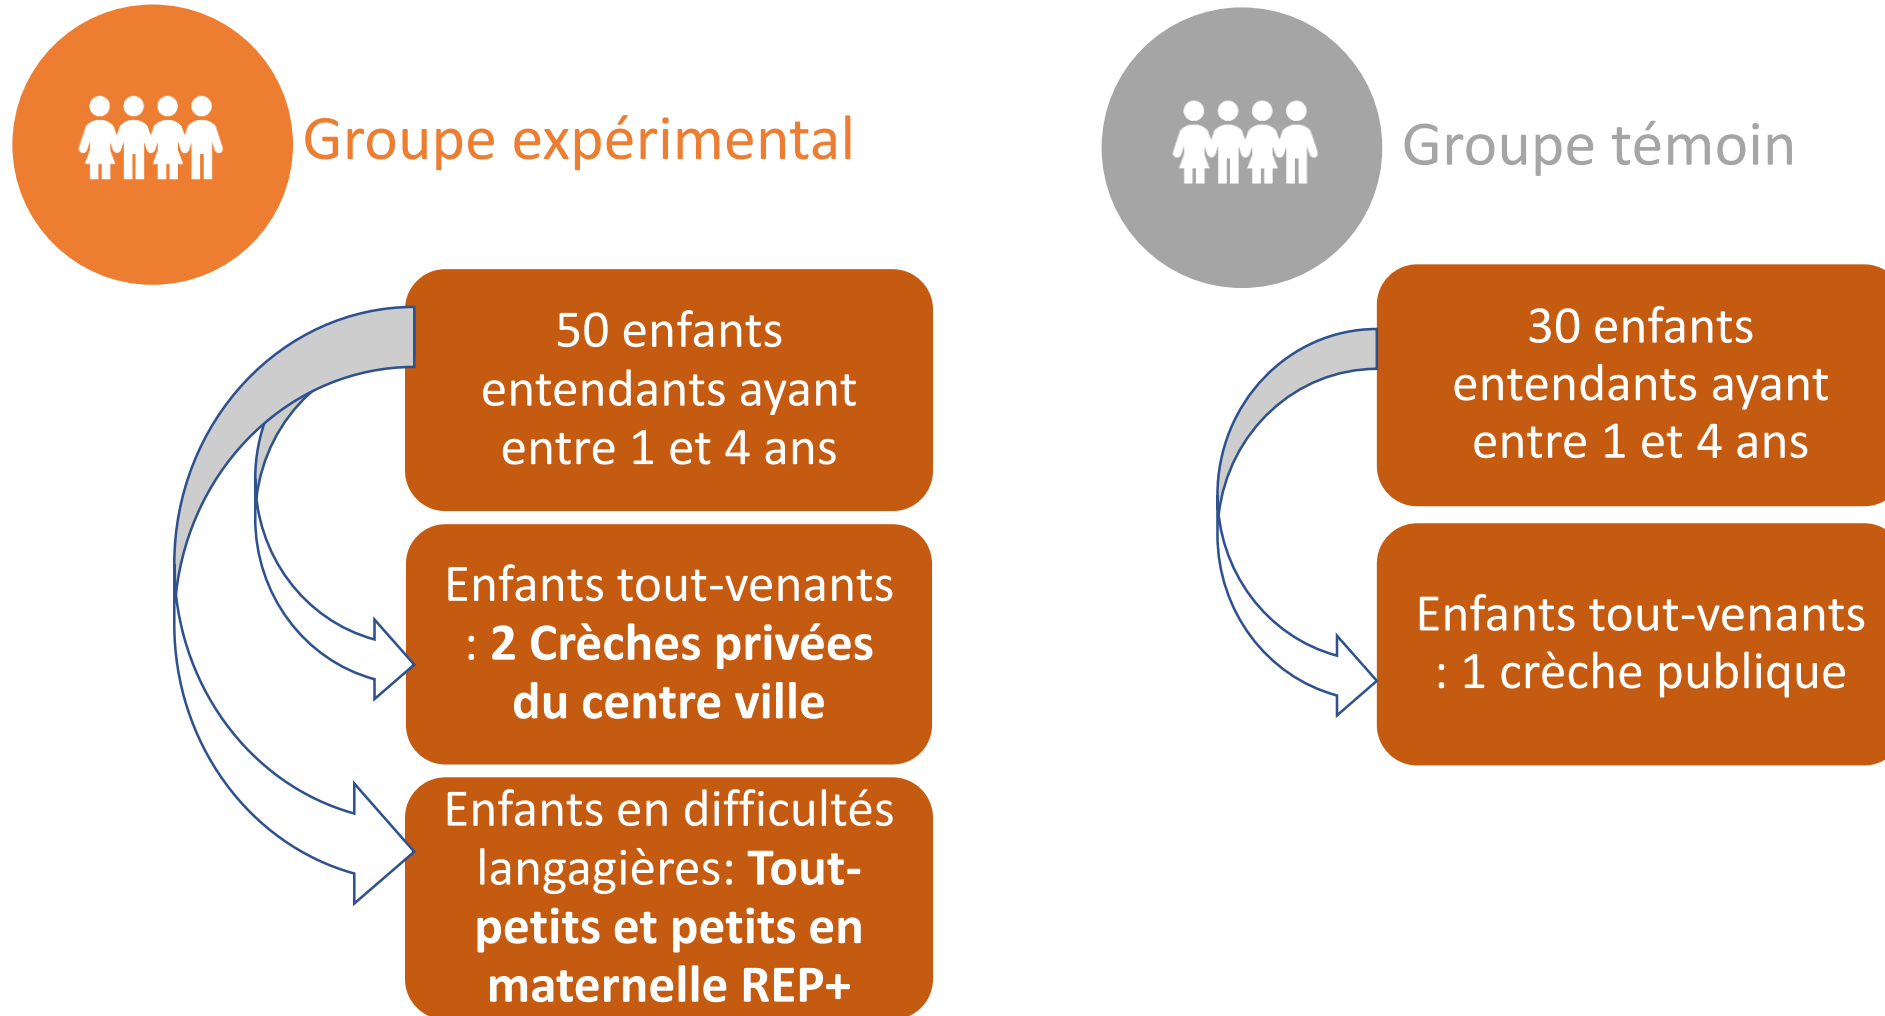 Groupe expérimental
50 enfants
entendants ayant
entre 1 et 4 ans
Enfants tout-venants
: 2 Crèches privées
du centre ville
Enfants en difficultés
langagières: Tout-
petits et petits en
maternelle REP+
Groupe témoin
30 enfants
entendants ayant
entre 1 et 4 ans
Enfants tout-venants
: 1 crèche publique